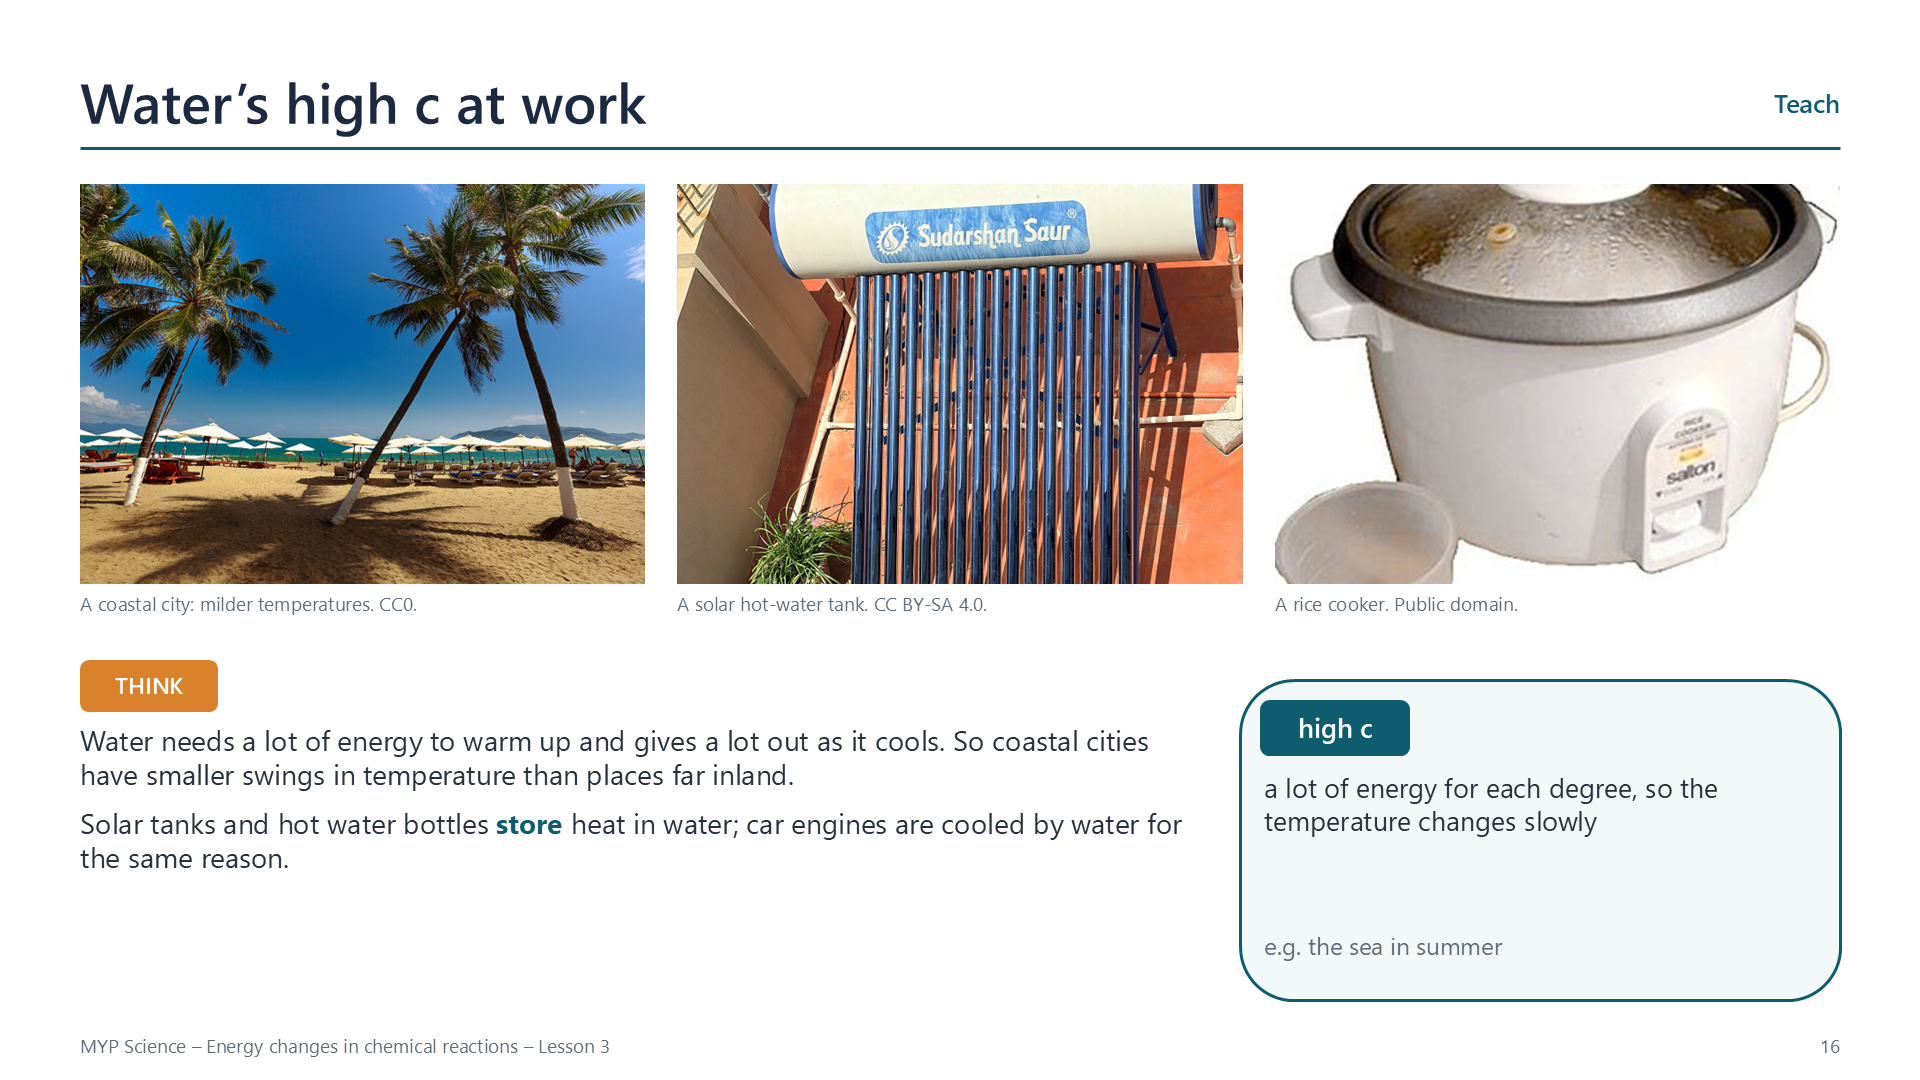 Water’s high c at work
Teach
Sudarshan Saur®
RICE
COOKER
salton
A coastal city: milder temperatures. CC0.
A solar hot-water tank. CC BY-SA 4.0.
A rice cooker. Public domain.
THINK
Water needs a lot of energy to warm up and gives a lot out as it cools. So coastal cities
have smaller swings in temperature than places far inland.
Solar tanks and hot water bottles store heat in water; car engines are cooled by water for
the same reason.
high c
a lot of energy for each degree, so the
temperature changes slowly
e.g. the sea in summer
MYP Science – Energy changes in chemical reactions – Lesson 3
16